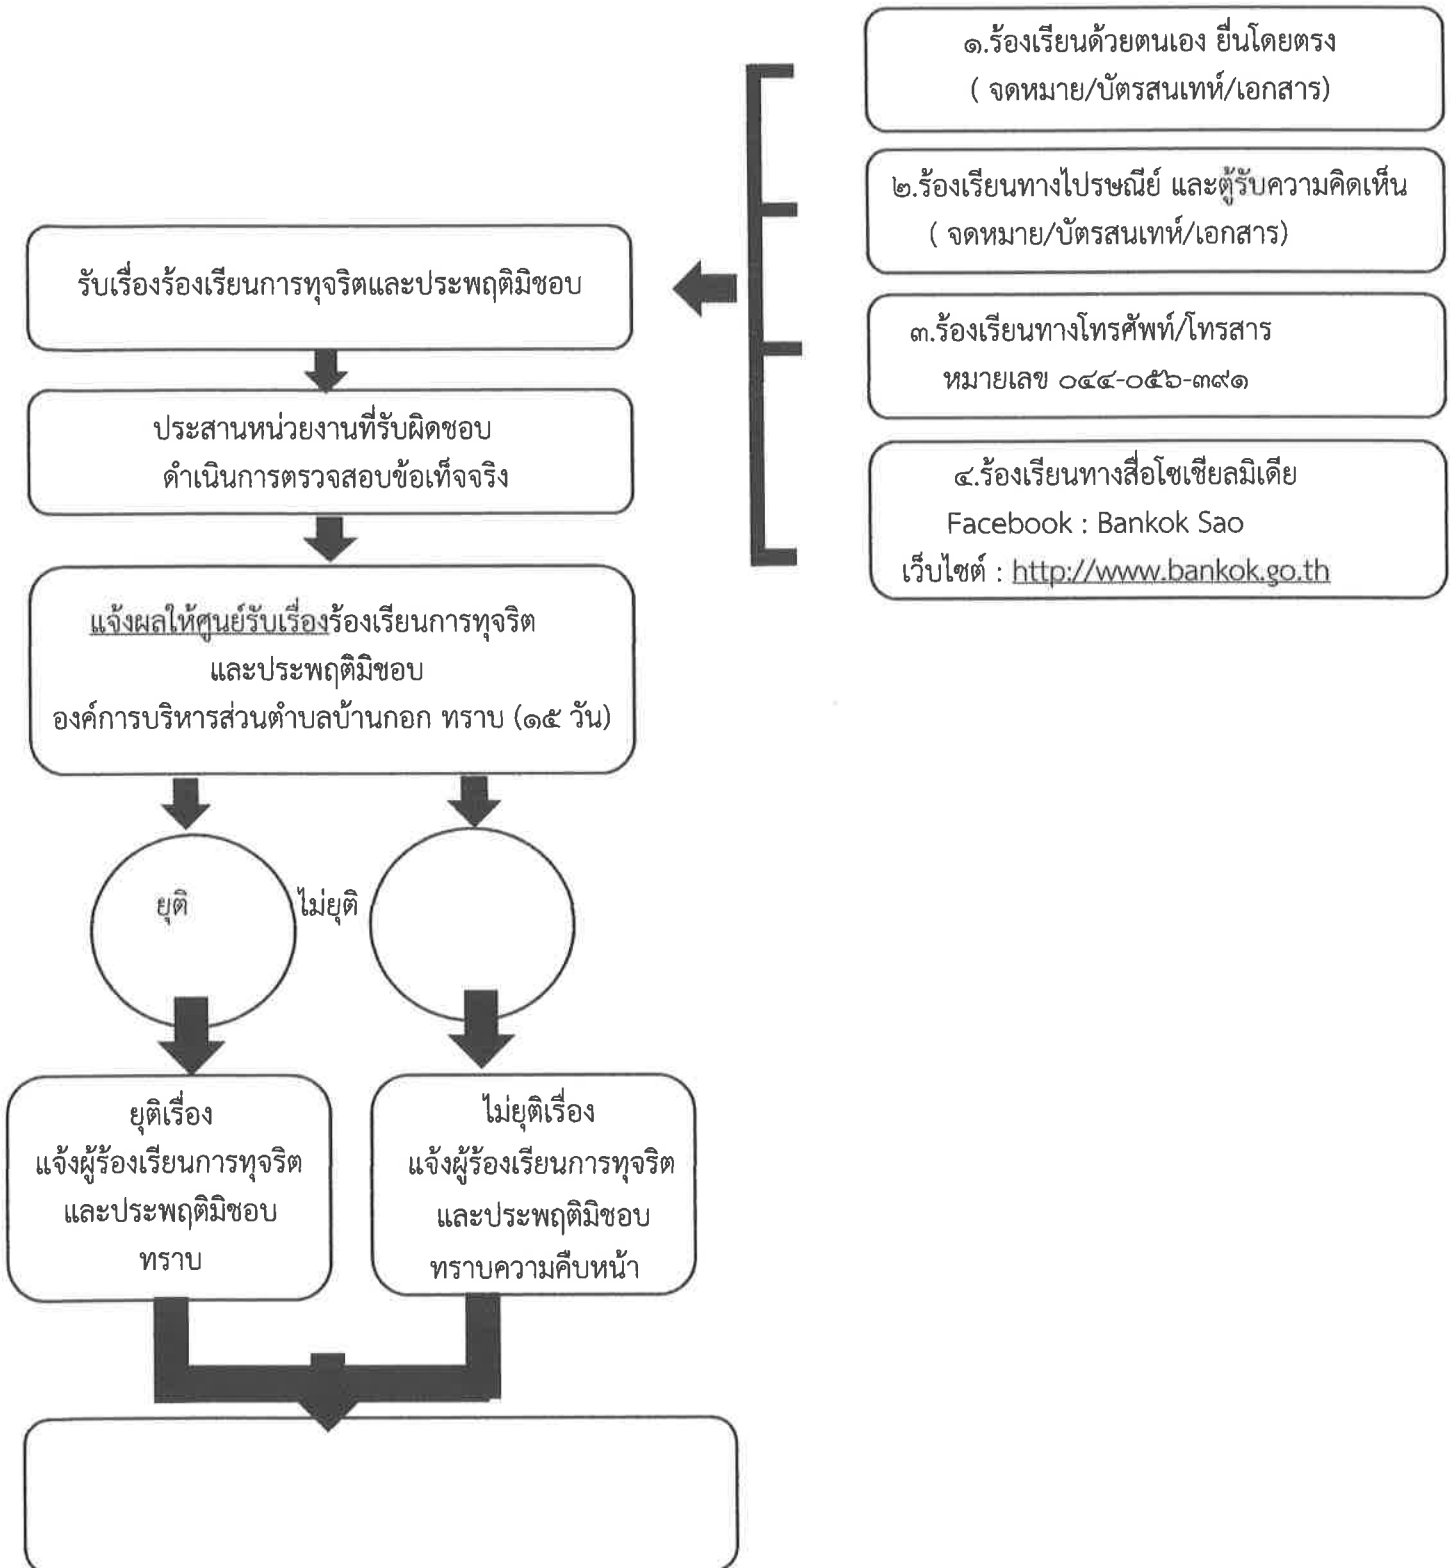 ๑.ร้องเรียนด้วยตนเอง ยื่นโดยตรง
( จดหมาย/บัตรสนเทห์/เอกสาร)
๒.ร้องเรียนทางไปรษณีย์ และตู้รับความคิดเห็น
( จดหมาย/บัตรสนเทห์/เอกสาร)
๓.ร้องเรียนทางโทรศัพท์/โทรสาร
หมายเลข ๐๔๔-๐๕๖-๓๙๑
๔.ร้องเรียนทางสื่อโซเชียลมิเดีย
Facebook : Bankok Sao
เว็บไซต์ : http://www.bankok.go.th
รับเรื่องร้องเรียนการทุจริตและประพฤติมิชอบ
ประสานหน่วยงานที่รับผิดชอบ
ดำเนินการตรวจสอบข้อเท็จจริง
แจ้งผลให้ศูนย์รับเรื่องร้องเรียนการทุจริต
และประพฤติมิชอบ
องค์การบริหารส่วนตำบลบ้านกอก ทราบ (๑๕ วัน)
ยุติ
ไม่ยุติ
ยุติเรื่อง
แจ้งผู้ร้องเรียนการทุจริต
และประพฤติมิชอบ
ทราบ
ไม่ยุติเรื่อง
แจ้งผู้ร้องเรียนการทุจริต
และประพฤติมิชอบ
ทราบความคืบหน้า